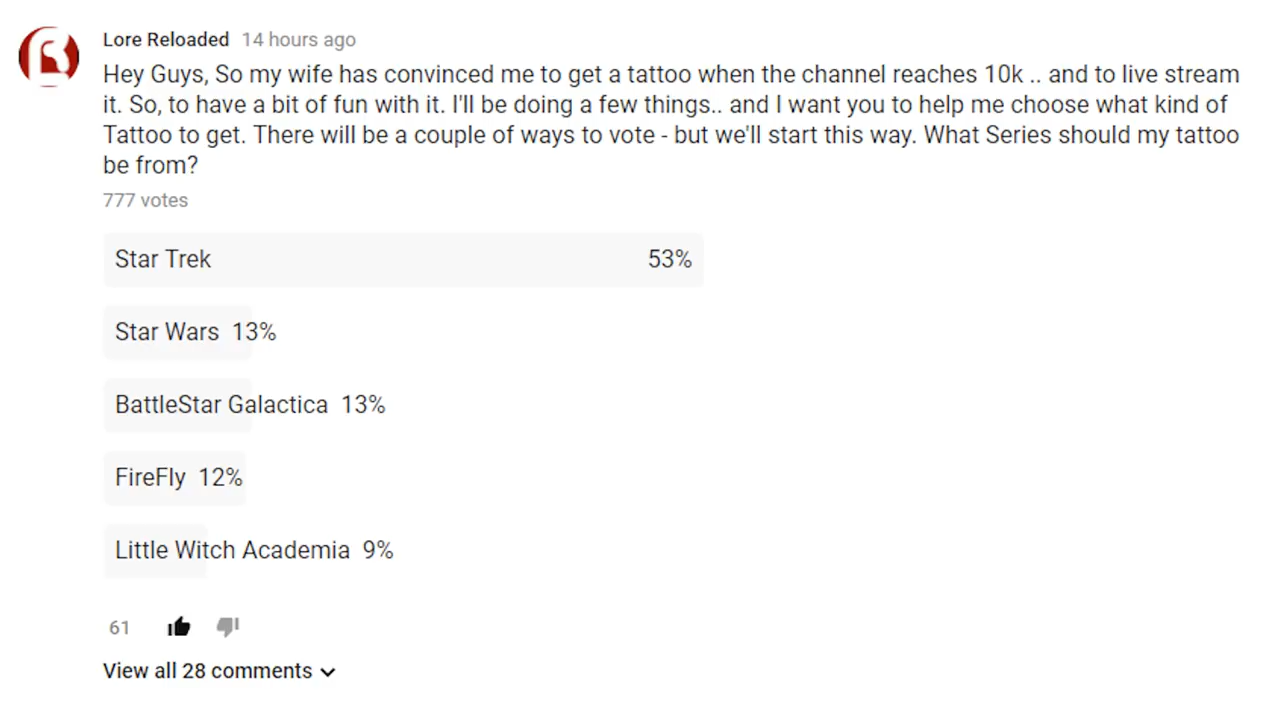 Lore Reloaded 14 hours ago
Hey Guys, So my wife has convinced me to get a tattoo when the channel reaches 10k .. and to live stream
it. So, to have a bit of fun with it. I'll be doing a few things.. and I want you to help me choose what kind of
Tattoo to get. There will be a couple of ways to vote - but we'll start this way. What Series should my tattoo
be from?
777 votes
Star Trek 53%
Star Wars 13%
BattleStar Galactica 13%
FireFly 12%
Little Witch Academia 9%
61
View all 28 comments